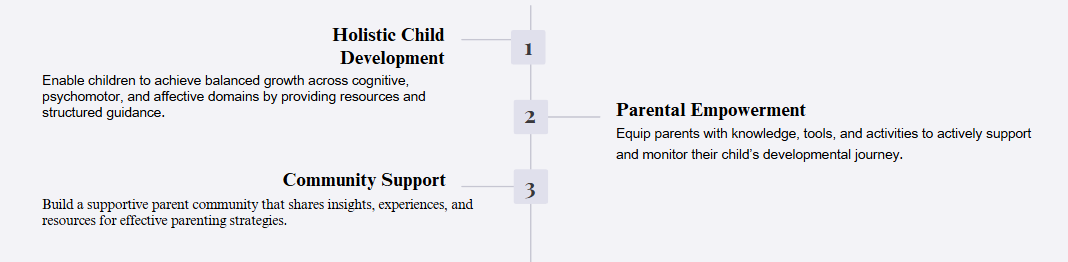 Holistic Child
Development
1
Enable children to achieve balanced growth across cognitive,
psychomotor, and affective domains by providing resources and
structured guidance.
2
Parental Empowerment
Equip parents with knowledge, tools, and activities to actively support
and monitor their child’s developmental journey.
Community Support
3
Build a supportive parent community that shares insights, experiences, and
resources for effective parenting strategies.